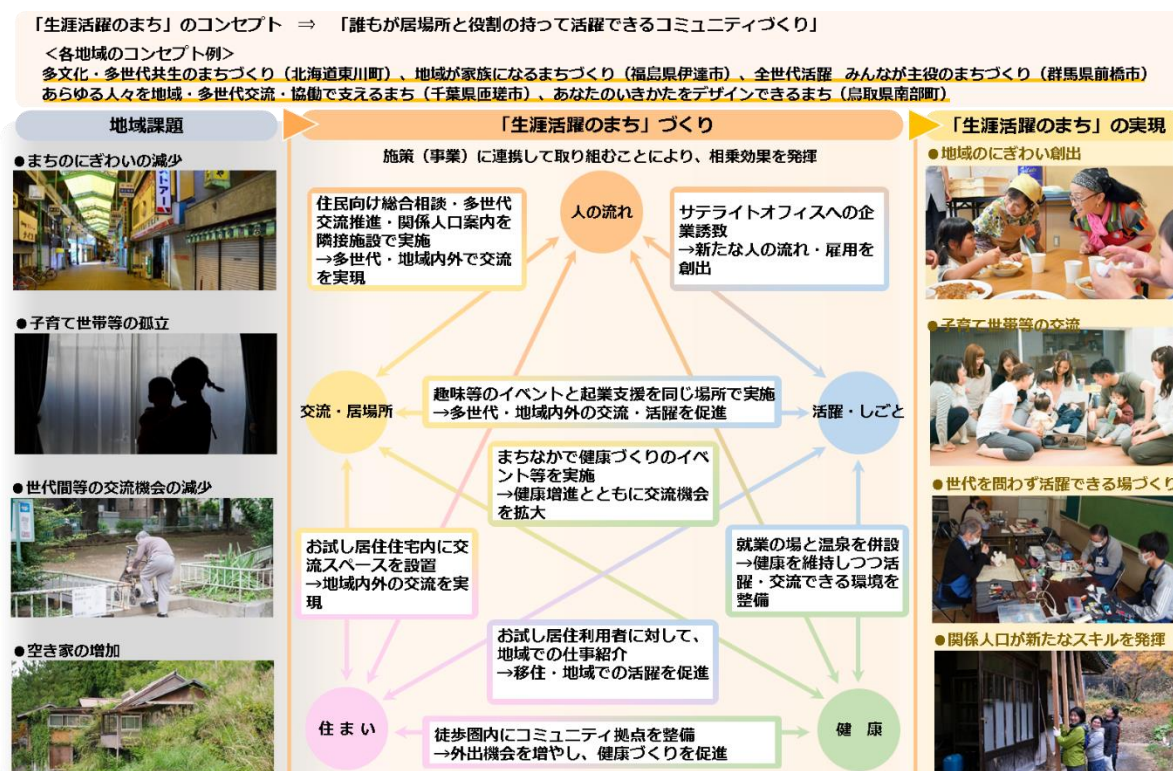 「生涯活躍のまち」のコンセプト ⇒ 「誰もが居場所と役割の持って活躍できるコミュニティづくり」
<各地域のコンセプト例>
多文化・多世代共生のまちづくり（北海道東川町）、地域が家族になるまちづくり（福島県伊達市）、全世代活躍 みんなが主役のまちづくり（群馬県前橋市）
あらゆる人々を地域・多世代交流・協働で支えるまち（千葉県匝瑳市）、あなたのいきかたをデザインできるまち（鳥取県南部町）
地域課題
●まちのにぎわいの減少
●子育て世帯等の孤立
●世代間等の交流機会の減少
●空き家の増加
「生涯活躍のまち」づくり
施策（事業）に連携して取り組むことにより、相乗効果を発揮
人の流れ
住民向け総合相談・多世代
交流推進・関係人口案内を
隣接施設で実施
→多世代・地域内外で交流
を実現
サテライトオフィスへの企
業誘致
→新たな人の流れ・雇用を
創出
交流・居場所
趣味等のイベントと起業支援を同じ場所で実施
→多世代・地域内外の交流・活躍を促進
活躍・しごと
まちなかで健康づくりのイベ
ント等を実施
→健康増進とともに交流機会
を拡大
お試し居住住宅内に交
流スペースを設置
→地域内外の交流を実
現
就業の場と温泉を併設
→健康を維持しつつ活
躍・交流できる環境を
整備
お試し居住利用者に対して、
地域での仕事紹介
→移住・地域での活躍を促進
住まい
徒歩圏内にコミュニティ拠点を整備
→外出機会を増やし、健康づくりを促進
健康
「生涯活躍のまち」の実現
●地域のにぎわい創出
●子育て世帯等の交流
●世代を問わず活躍できる場づくり
●関係人口が新たなスキルを発揮